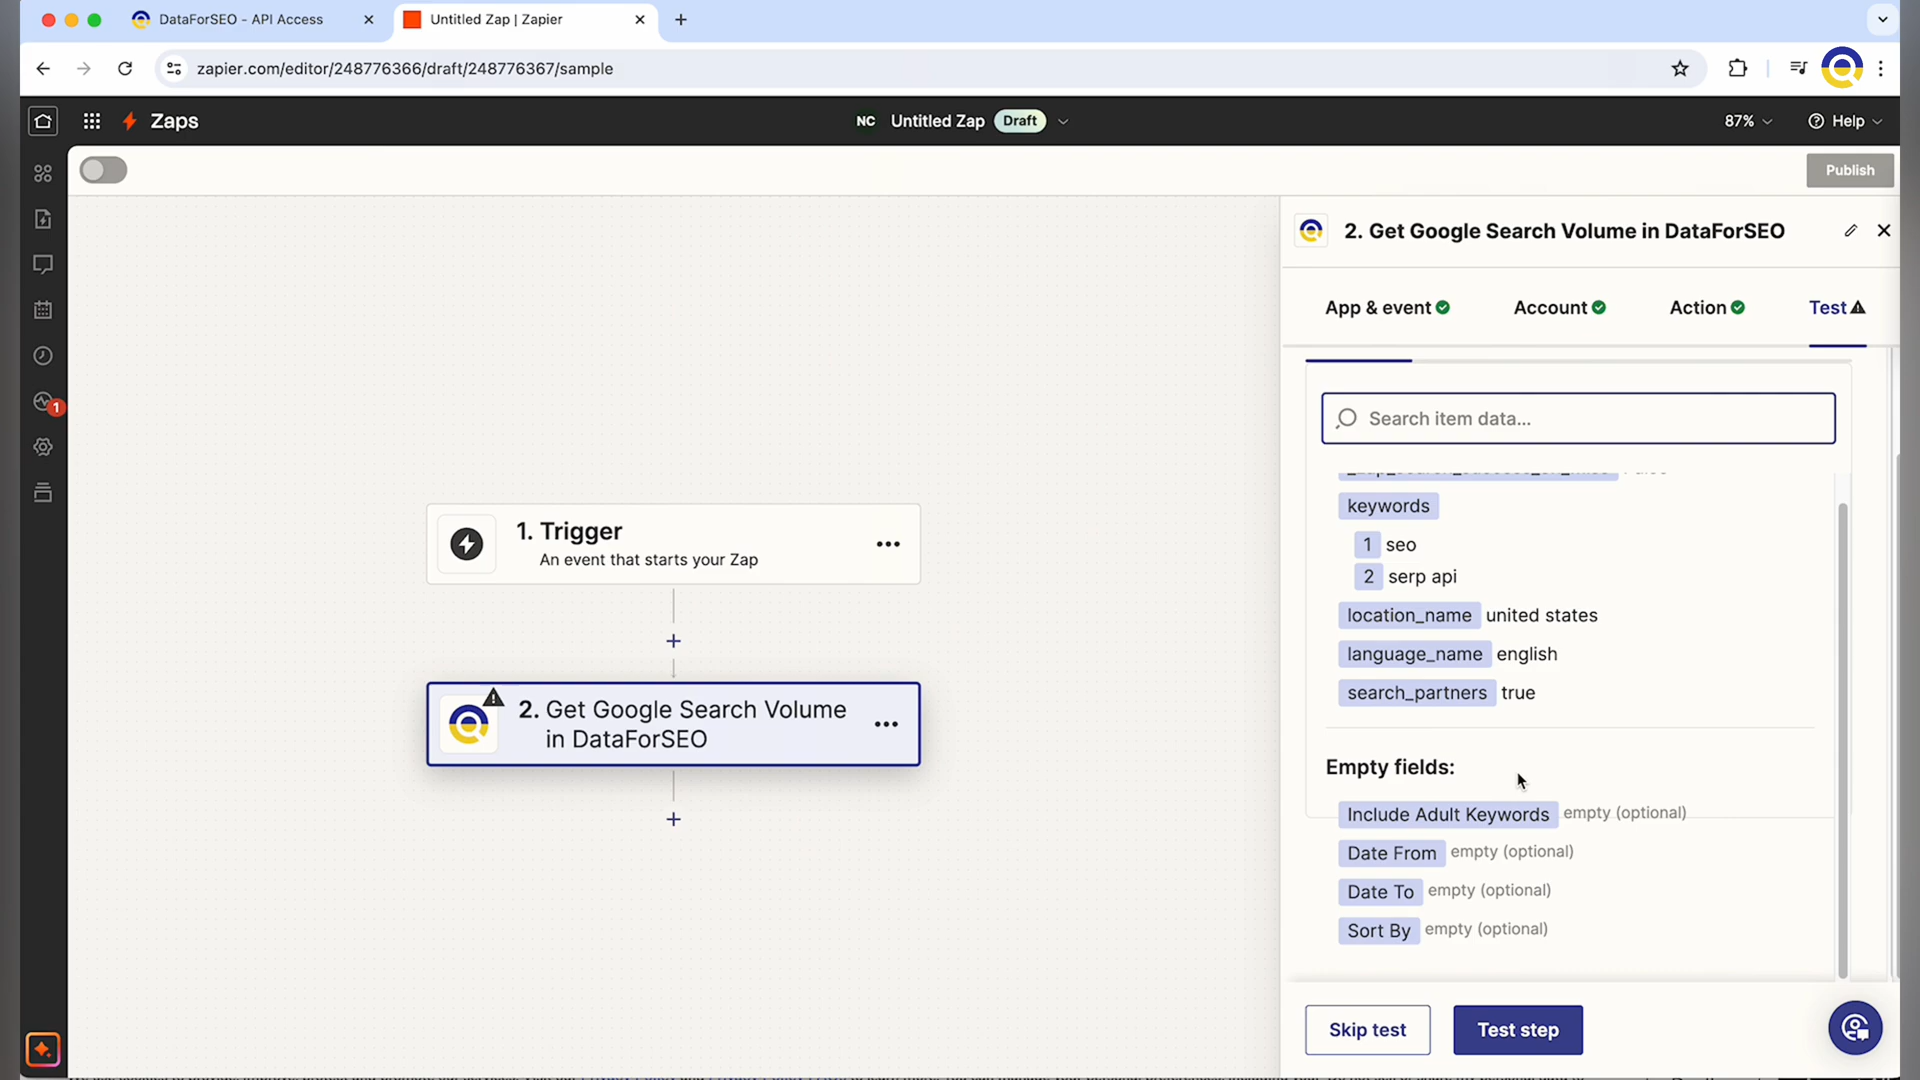 DataForSEO - API Access
Untitled Zap | Zapier
zapier.com/editor/248776366/draft/248776367/sample
Zaps
NC Untitled Zap Draft
87%
Help
Publish
1
1. Trigger
An event that starts your Zap
2. Get Google Search Volume
in DataForSEO
2. Get Google Search Volume in DataForSEO
App & event
Account
Action
Test
Search item data...
keywords
1 seo
2 serp api
location_name united states
language_name english
search_partners true
Empty fields:
Include Adult Keywords empty (optional)
Date From empty (optional)
Date To empty (optional)
Sort By empty (optional)
Skip test
Test step